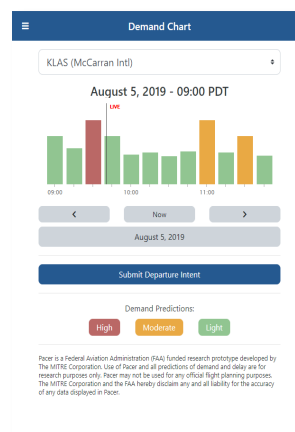 Demand Chart
KLAS (McCarran Intl)
August 5, 2019 - 09:00 PDT
LIVE
09:00 10:00 11:00
Now
August 5, 2019
Submit Departure Intent
Demand Predictions:
High Moderate Light
Pacer is a Federal Aviation Administration (FAA) funded research prototype developed by
The MITRE Corporation. Use of Pacer and all predictions of demand and delay are for
research purposes only. Pacer may not be used for any official flight planning purposes.
The MITRE Corporation and the FAA hereby disclaim any and all liability for the accuracy
of any data displayed in Pacer.